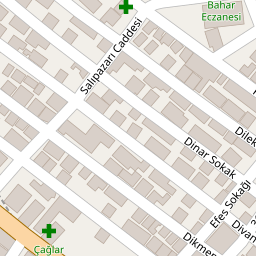 Bahar
Eczanesi
Salıpazarı Caddesi
Dilek
Dinar Sokak
Efes Sokağı
Divan
Dikmen
Çağlar